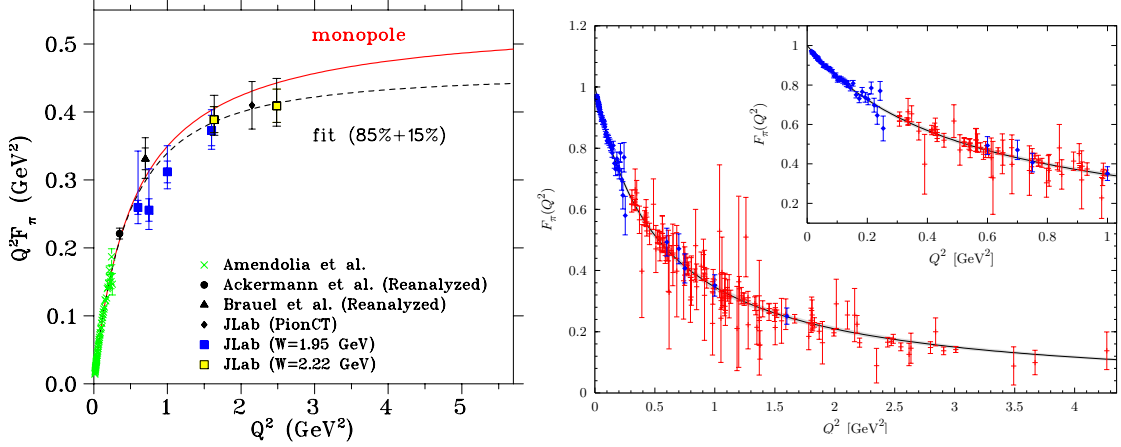 monopole
fit (85%+15%)
Q²F_π (GeV²)
0.5
0.4
0.3
0.2
0.1
0.0
Amendolia et al.
Ackermann et al. (Reanalyzed)
Brauel et al. (Reanalyzed)
JLab (PionCT)
JLab (W=1.95 GeV)
JLab (W=2.22 GeV)
0 1 2 3 4 5
Q² (GeV²)
F_π(Q²)
1.2
1
0.8
0.6
0.4
0.2
0
0 0.5 1 1.5 2 2.5 3 3.5 4
Q² [GeV²]
F_π(Q²)
1
0.8
0.6
0.4
0.2
0 0.2 0.4 0.6 0.8 1
Q² [GeV²]